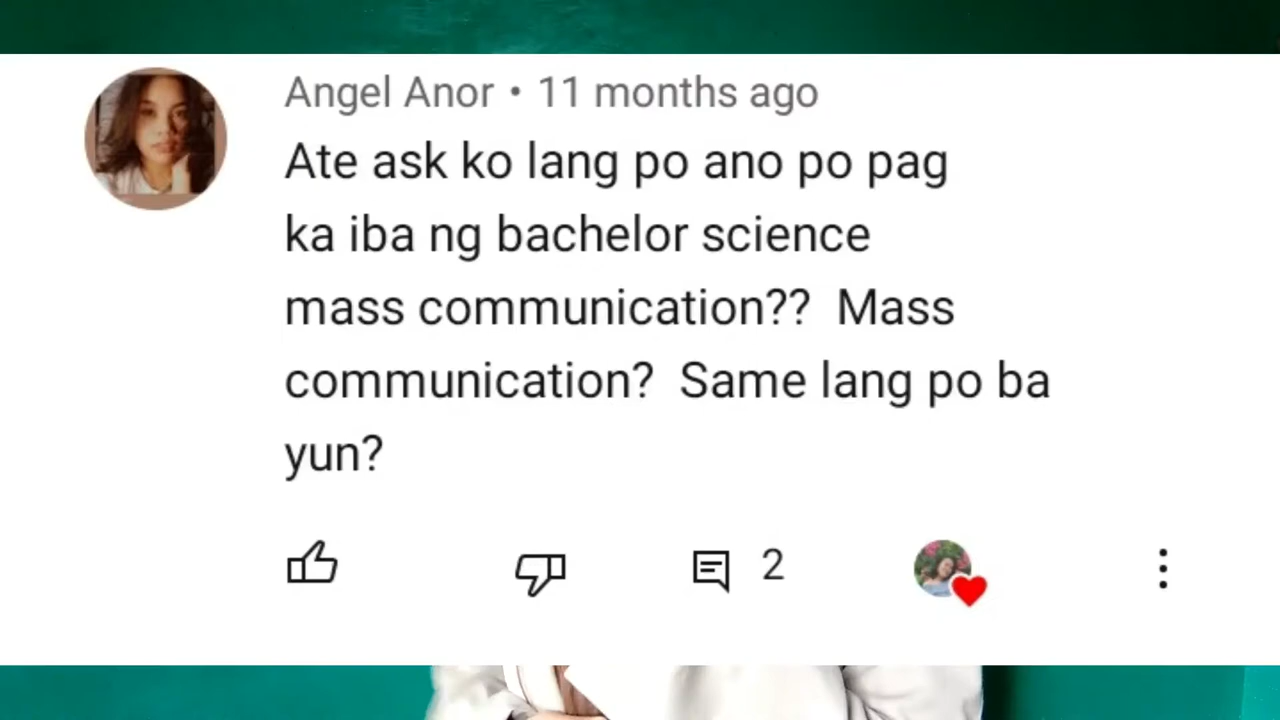 Angel Anor • 11 months ago
Ate ask ko lang po ano po pag
ka iba ng bachelor science
mass communication??  Mass
communication?  Same lang po ba
yun?
2